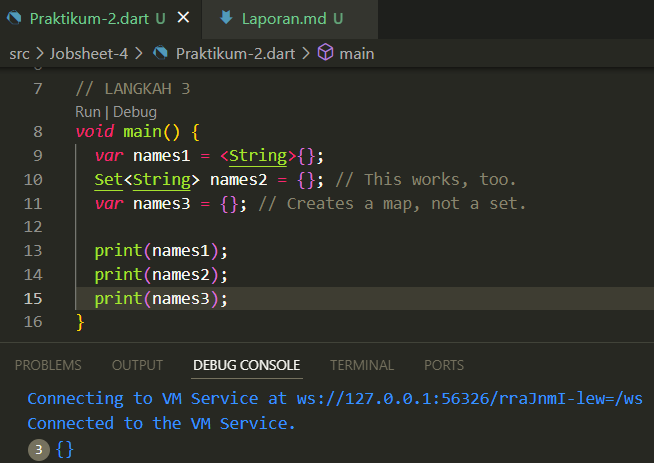 Praktikum-2.dart U × Laporan.md U
src > Jobsheet-4 > Praktikum-2.dart > main
7 // LANGKAH 3
Run | Debug
8 void main() {
9 var names1 = <String>{};
10 Set<String> names2 = {}; // This works, too.
11 var names3 = {}; // Creates a map, not a set.
12
13 print(names1);
14 print(names2);
15 print(names3);
16 }
PROBLEMS OUTPUT DEBUG CONSOLE TERMINAL PORTS
Connecting to VM Service at ws://127.0.0.1:56326/rraJnmI-lew=/ws
Connected to the VM Service.
3 {}